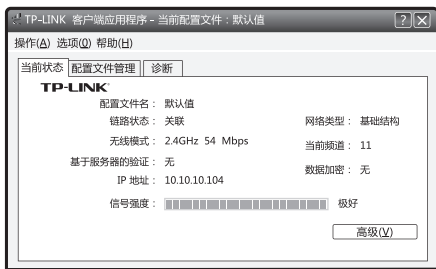 TP-LINK 客户端应用程序 - 当前配置文件：默认值
操作(A) 选项(O) 帮助(H)
当前状态 配置文件管理 诊断
TP-LINK
配置文件名： 默认值
链路状态： 关联 网络类型： 基础结构
无线模式： 2.4GHz 54 Mbps 当前频道： 11
基于服务器的验证： 无 数据加密： 无
IP 地址： 10.10.10.104
信号强度： 极好
高级(V)